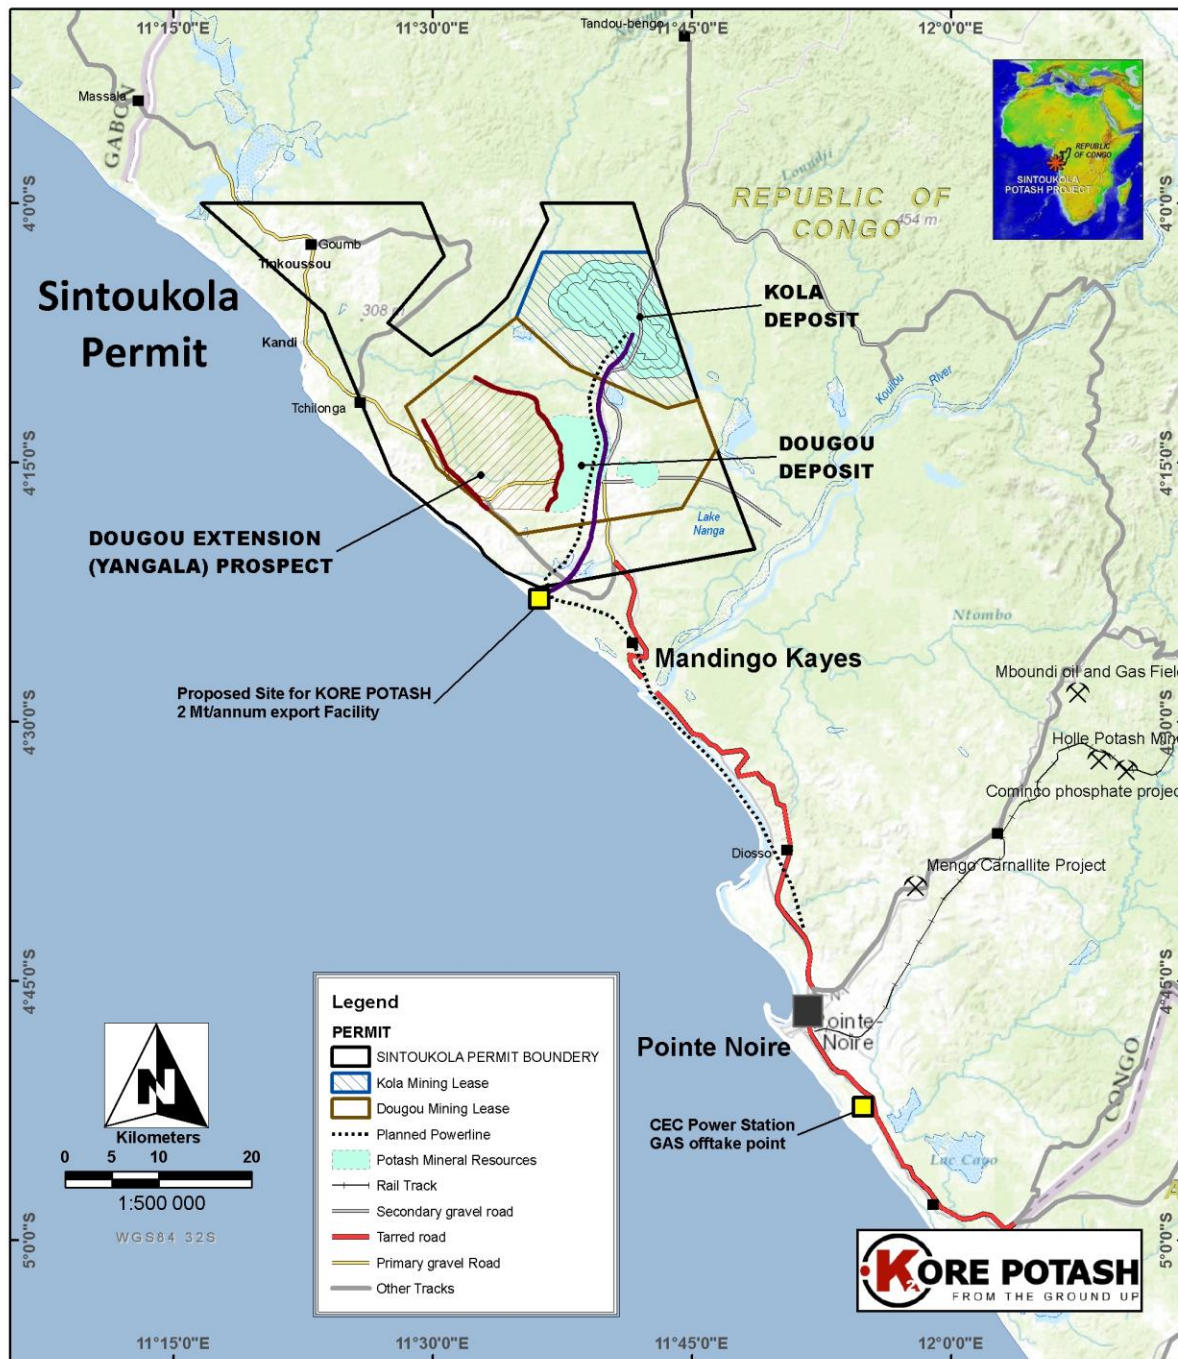 11°15'0"E
11°30'0"E
11°45'0"E
12°0'0"E
Tandou-bengo
Massala
GABON
Loundji
REPUBLIC OF
CONGO
454 m
REPUBLIC
OF CONGO
SINTOUKOLA
POTASH PROJECT
4°0'0"S
4°0'0"S
Goumb
Tinkoussou
Sintoukola
Permit
308 m
KOLA
DEPOSIT
Kandi
Kouilou River
Tchilonga
4°15'0"S
4°15'0"S
DOUGOU
DEPOSIT
DOUGOU EXTENSION
(YANGALA) PROSPECT
Lake
Nanga
Ntombo
Mandingo Kayes
Mboundi oil and Gas Field
Proposed Site for KORE POTASH
2 Mt/annum export Facility
4°30'0"S
4°30'0"S
Holle Potash Mine
Cominco phosphate project
Diosso
Mengo Carnallite Project
4°45'0"S
4°45'0"S
Pointe Noire
ointe-
Noire
CONGO
CEC Power Station
GAS offtake point
Legend
PERMIT
SINTOUKOLA PERMIT BOUNDERY
Kola Mining Lease
Dougou Mining Lease
Planned Powerline
Potash Mineral Resources
Rail Track
Secondary gravel road
Tarred road
Primary gravel Road
Other Tracks
N
Kilometers
0 5 10 20
1:500 000
WGS84 32S
5°0'0"S
5°0'0"S
A
KORE POTASH
2
FROM THE GROUND UP
11°15'0"E
11°30'0"E
11°45'0"E
12°0'0"E